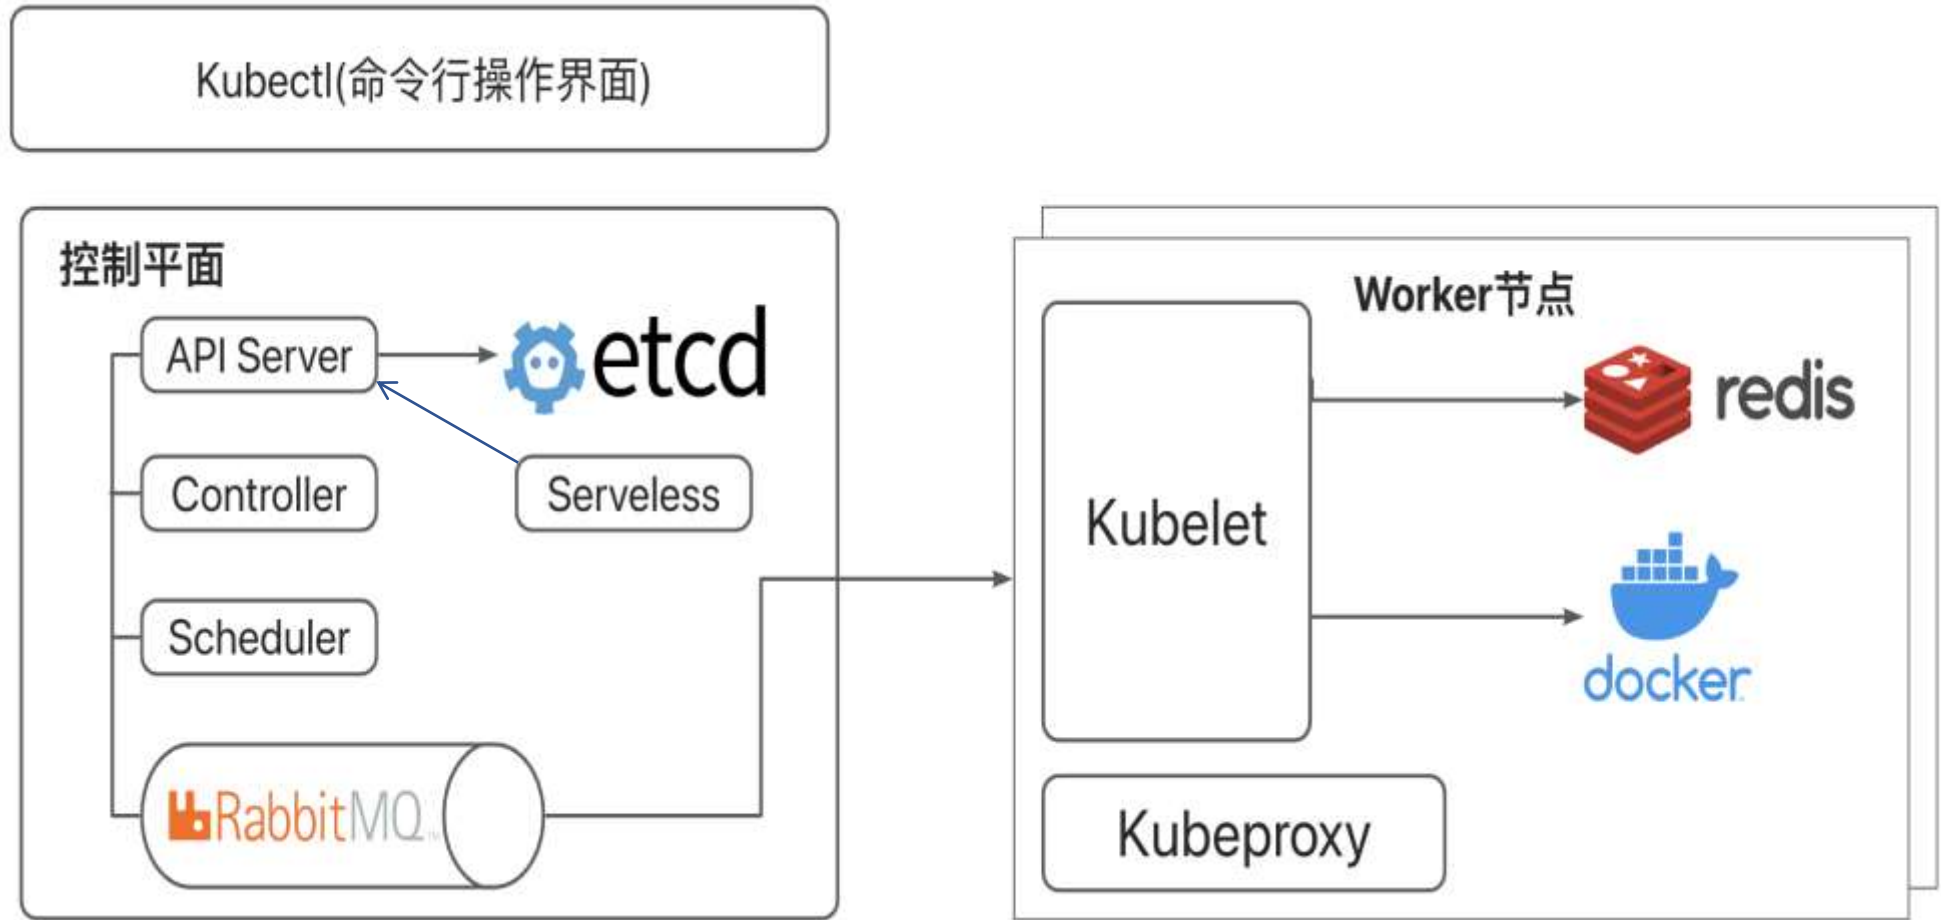 Kubectl(命令行操作界面)
控制平面
API Server
etcd
Controller
Serveless
Scheduler
RabbitMQ
Worker节点
Kubelet
redis
docker
Kubeproxy